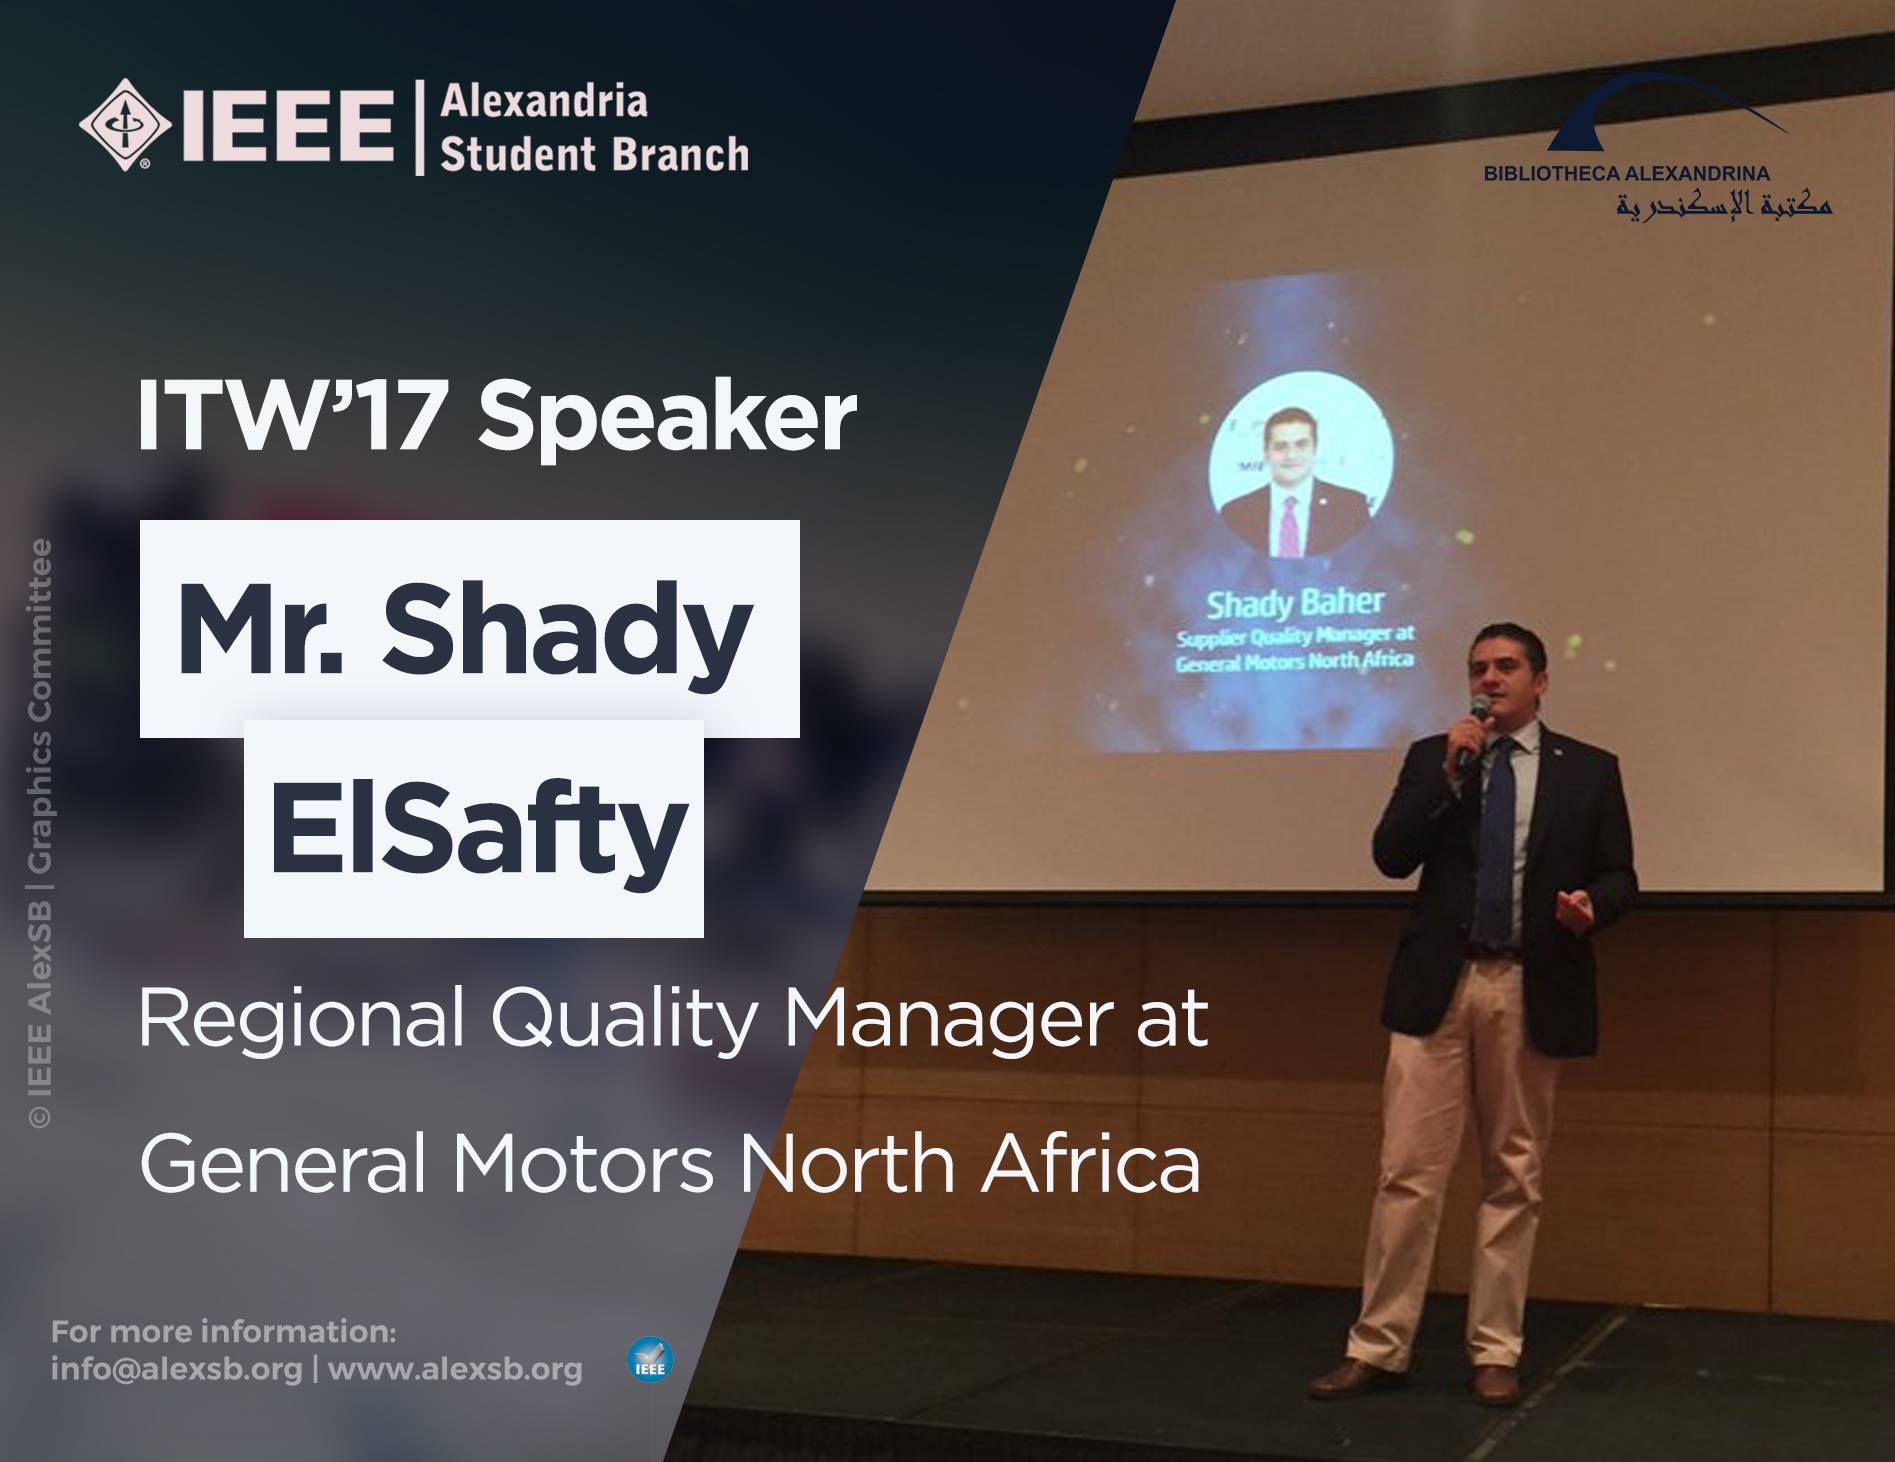 IEEE
Alexandria
Student Branch
BIBLIOTHECA ALEXANDRINA
مكتبة الإسكندرية
ITW’17 Speaker
Mr. Shady
ElSafty
Regional Quality Manager at
General Motors North Africa
Shady Baher
Supplier Quality Manager at
General Motors North Africa
© IEEE AlexSB | Graphics Committee
For more information:
info@alexsb.org | www.alexsb.org
IEEE